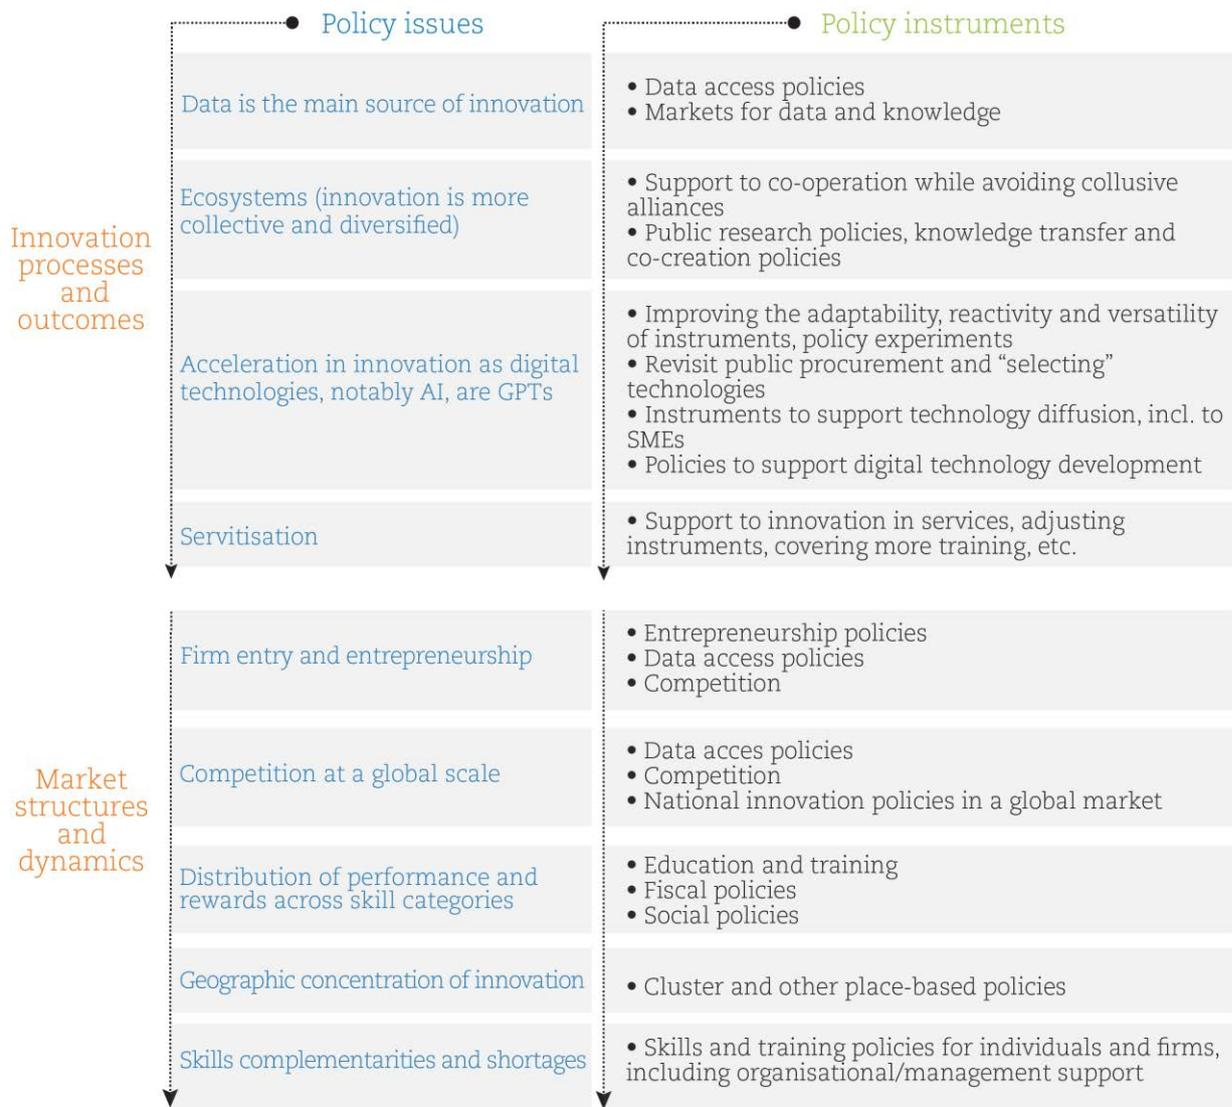 Policy issues
Policy instruments
Innovation
processes
and
outcomes
Data is the main source of innovation
• Data access policies
• Markets for data and knowledge
Ecosystems (innovation is more
collective and diversified)
• Support to co-operation while avoiding collusive
alliances
• Public research policies, knowledge transfer and
co-creation policies
Acceleration in innovation as digital
technologies, notably AI, are GPTs
• Improving the adaptability, reactivity and versatility
of instruments, policy experiments
• Revisit public procurement and “selecting”
technologies
• Instruments to support technology diffusion, incl. to
SMEs
• Policies to support digital technology development
Servitisation
• Support to innovation in services, adjusting
instruments, covering more training, etc.
Market
structures
and
dynamics
Firm entry and entrepreneurship
• Entrepreneurship policies
• Data access policies
• Competition
Competition at a global scale
• Data acces policies
• Competition
• National innovation policies in a global market
Distribution of performance and
rewards across skill categories
• Education and training
• Fiscal policies
• Social policies
Geographic concentration of innovation
• Cluster and other place-based policies
Skills complementarities and shortages
• Skills and training policies for individuals and firms,
including organisational/management support